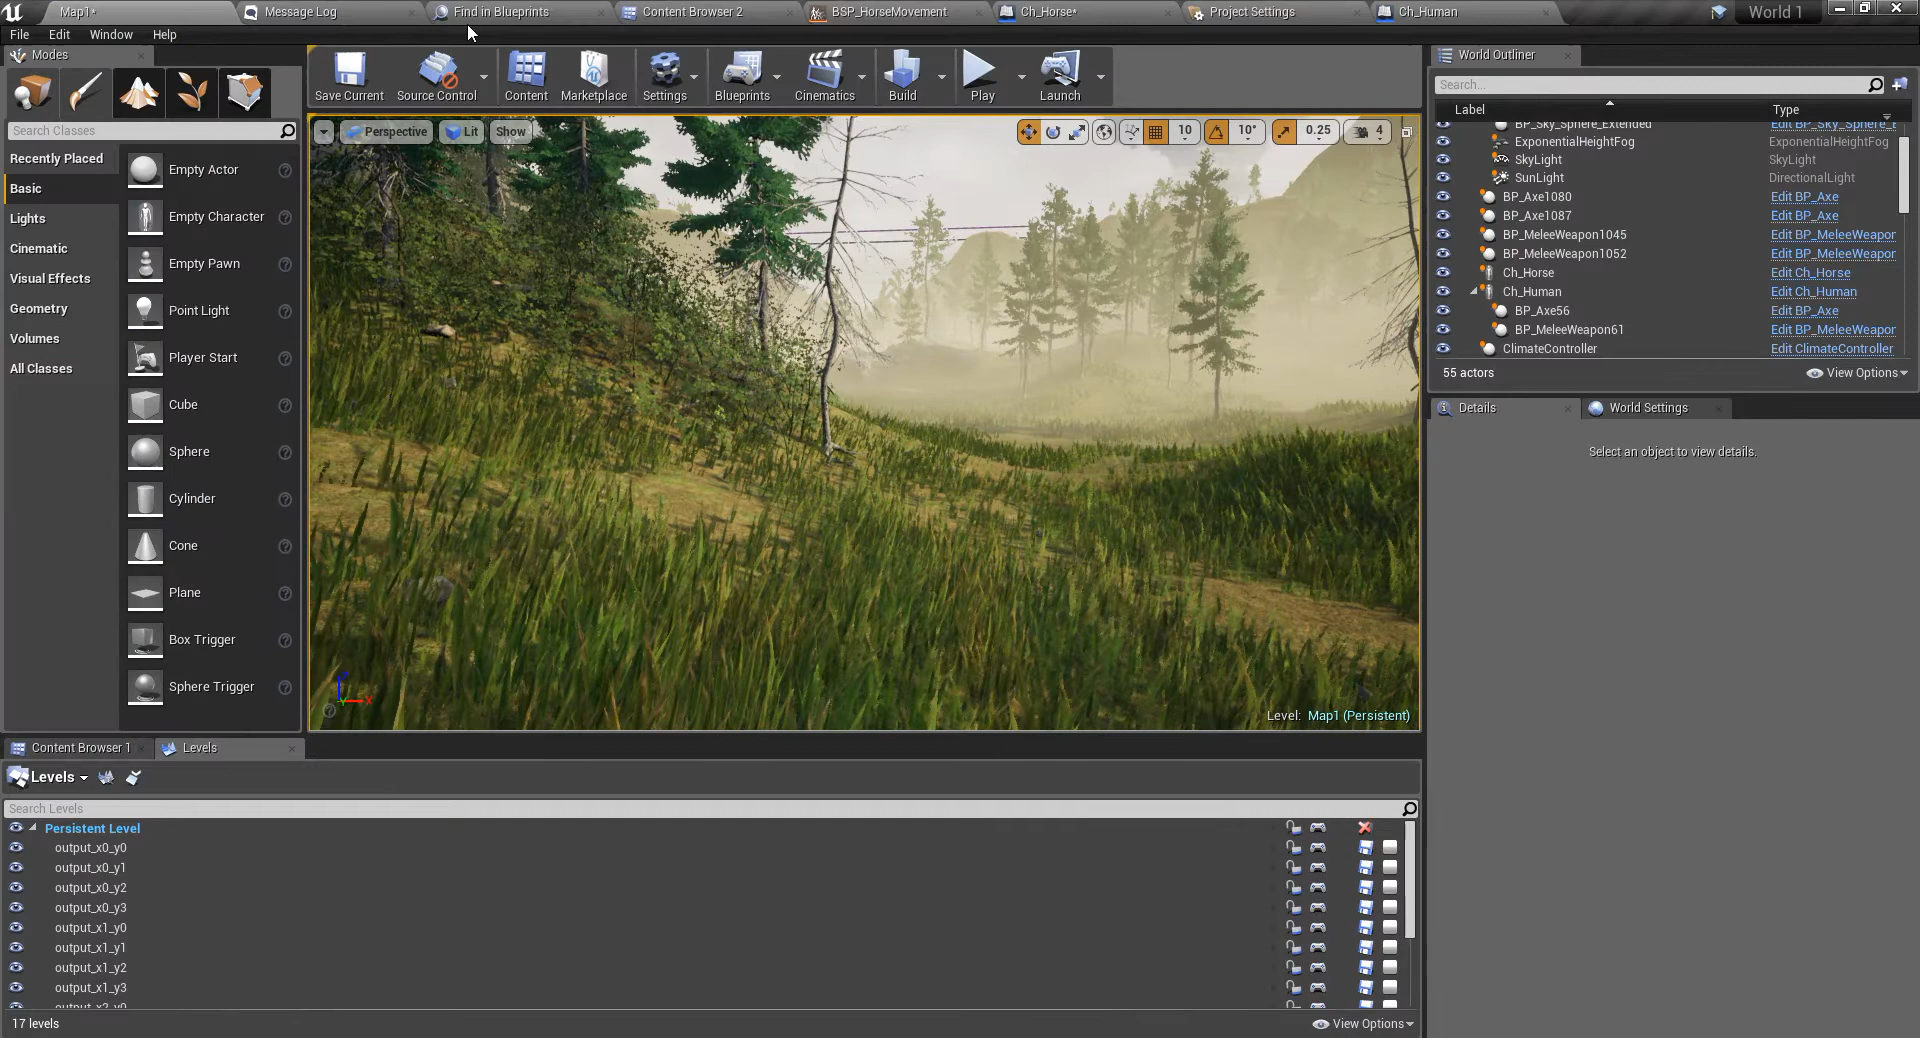 Map1*
Message Log
Find in Blueprints
Content Browser 2
BSP_HorseMovement
Ch_Horse*
Project Settings
Ch_Human
World 1
File Edit Window Help
Modes
Search Classes
Recently Placed
Basic
Lights
Cinematic
Visual Effects
Geometry
Volumes
All Classes
Empty Actor
Empty Character
Empty Pawn
Point Light
Player Start
Cube
Sphere
Cylinder
Cone
Plane
Box Trigger
Sphere Trigger
Save Current
Source Control
Content
Marketplace
Settings
Blueprints
Cinematics
Build
Play
Launch
Perspective
Lit
Show
10
10°
0.25
4
X
Level: Map1 (Persistent)
World Outliner
Search...
Label Type
BP_Sky_Sphere_Extended Edit BP_Sky_Sphere_E
ExponentialHeightFog ExponentialHeightFog
SkyLight SkyLight
SunLight DirectionalLight
BP_Axe1080 Edit BP_Axe
BP_Axe1087 Edit BP_Axe
BP_MeleeWeapon1045 Edit BP_MeleeWeapor
BP_MeleeWeapon1052 Edit BP_MeleeWeapor
Ch_Horse Edit Ch_Horse
Ch_Human Edit Ch_Human
BP_Axe56 Edit BP_Axe
BP_MeleeWeapon61 Edit BP_MeleeWeapor
ClimateController Edit ClimateController
55 actors
View Options
Details
World Settings
Select an object to view details.
Content Browser 1
Levels
Levels
Search Levels
Persistent Level
output_x0_y0
output_x0_y1
output_x0_y2
output_x0_y3
output_x1_y0
output_x1_y1
output_x1_y2
output_x1_y3
output_x2_y0
17 levels
View Options